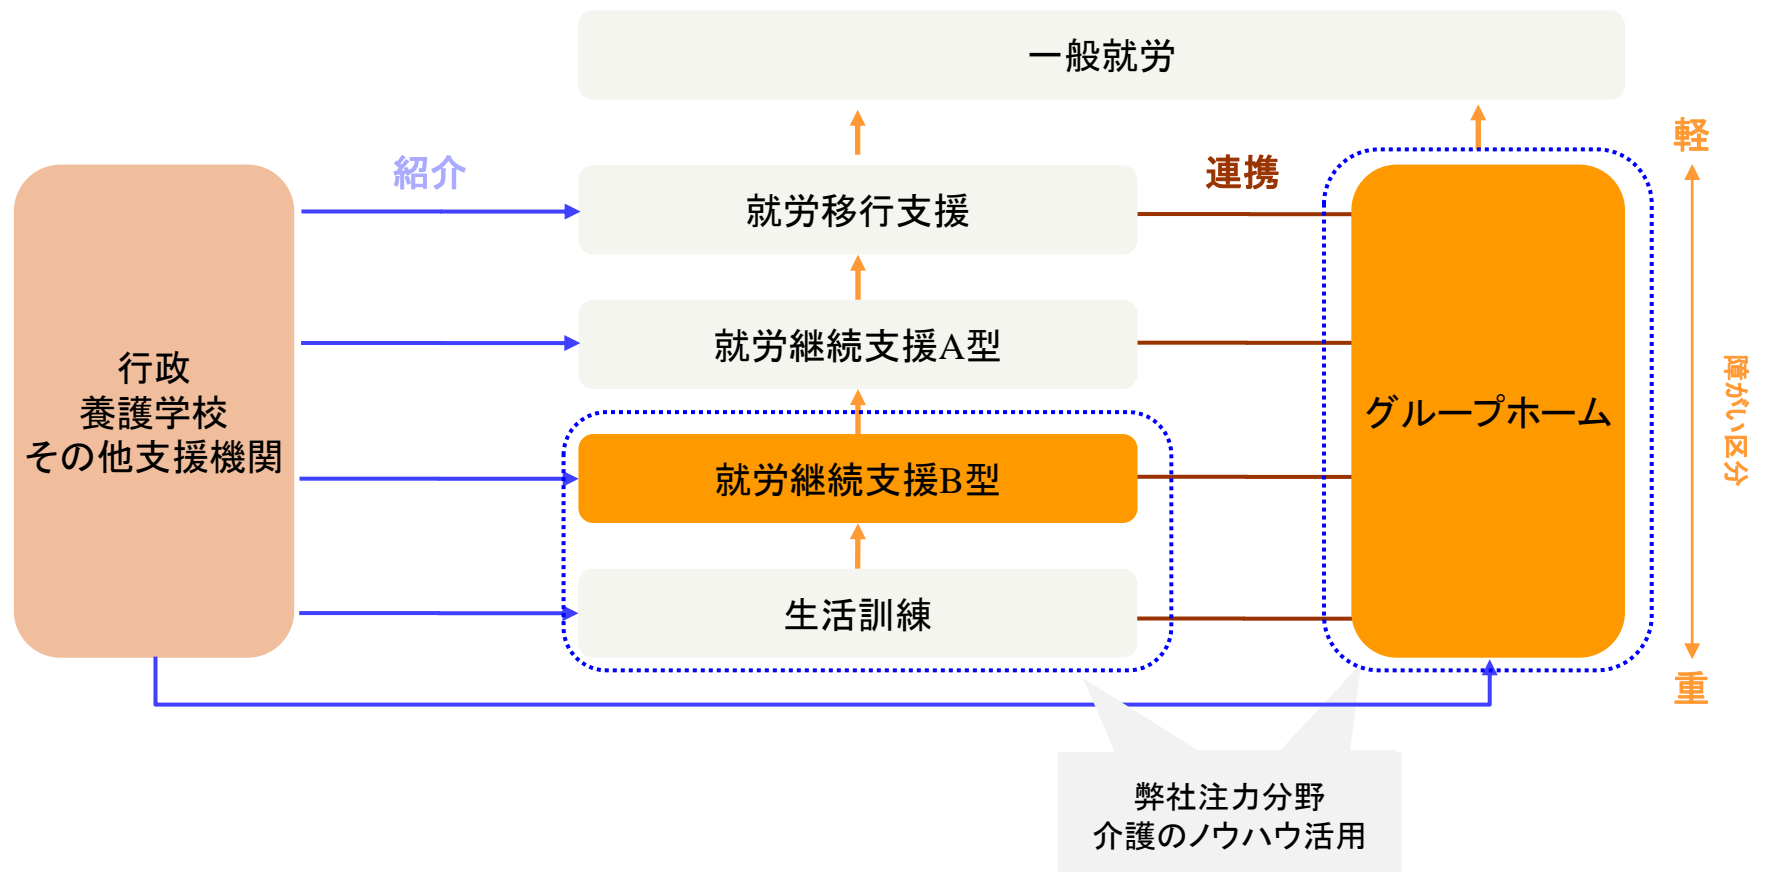 一般就労
軽
紹介
連携
就労移行支援
就労継続支援A型
行政
養護学校
その他支援機関
グループホーム
障がい区分
就労継続支援B型
生活訓練
重
弊社注力分野
介護のノウハウ活用